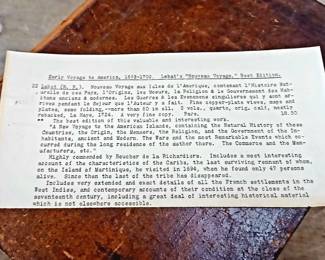 Early Voyage to America, 1693-1702. Labat's "Nouveau Voyage," Best Edition.
22 Labat (R. P.). Nouveau Voyage aux Isles de l'Amerique, contenant l'Histoire Nat-
urelle de ces Pays, l'Origine, les Moeurs, la Religion & la Gouvernement des Hab-
itans anciens & modernes. Les Guerres & les Evenemens singuliers qui y sont ar-
rivez pendant le sejour que l'Auteur y a fait. Fine copper-plate views, maps and
plates, some folding,--more than 80 in all. 2 vols., quarto, orig. calf, neatly
rebacked, La Haye, 1724. A very fine copy. Pars. 18.50
** The best edition of this valuable and interesting work.
"A New Voyage to the American Islands, containing the Natural History of these
Countries, the Origin, the Manners, the Religion, and the Government of the In-
habitants, ancient and Modern. The Wars and the most Remarkable Events which oc-
curred during the long residence of the author there. The Commerce and the Man-
ufacturers, etc."
Highly commended by Boucher de la Richarderie. Includes a most interesting
account of the characteristics of the Caribs, the last surviving remnant of whom,
on the Island of Martinique, he visited in 1694, when he found only 47 persons
alive. Since then the last of the tribe has disappeared.
Includes very extended and exact details of all the French settlements in the
West Indies, and contemporary accounts of their condition at the close of the
seventeenth century, including a great deal of interesting historical material
which is not elsewhere accessible.